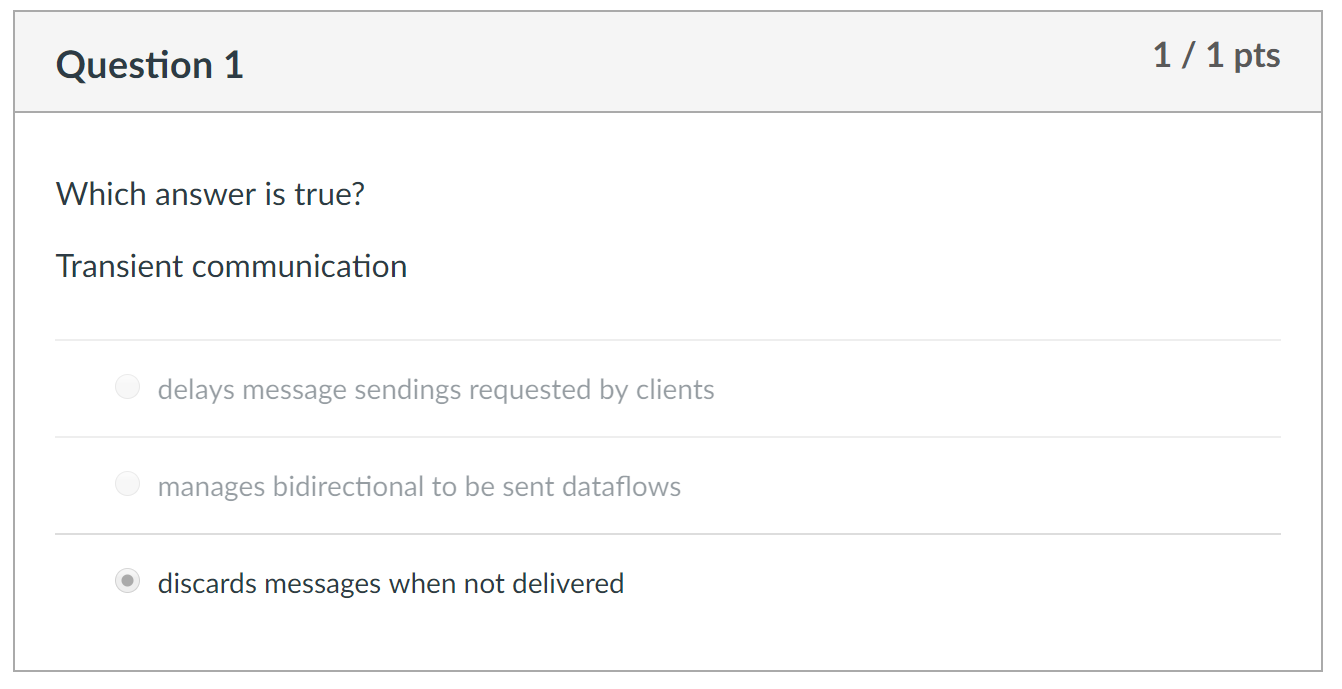 Question 1
1 / 1 pts
Which answer is true?
Transient communication
delays message sendings requested by clients
manages bidirectional to be sent dataflows
discards messages when not delivered